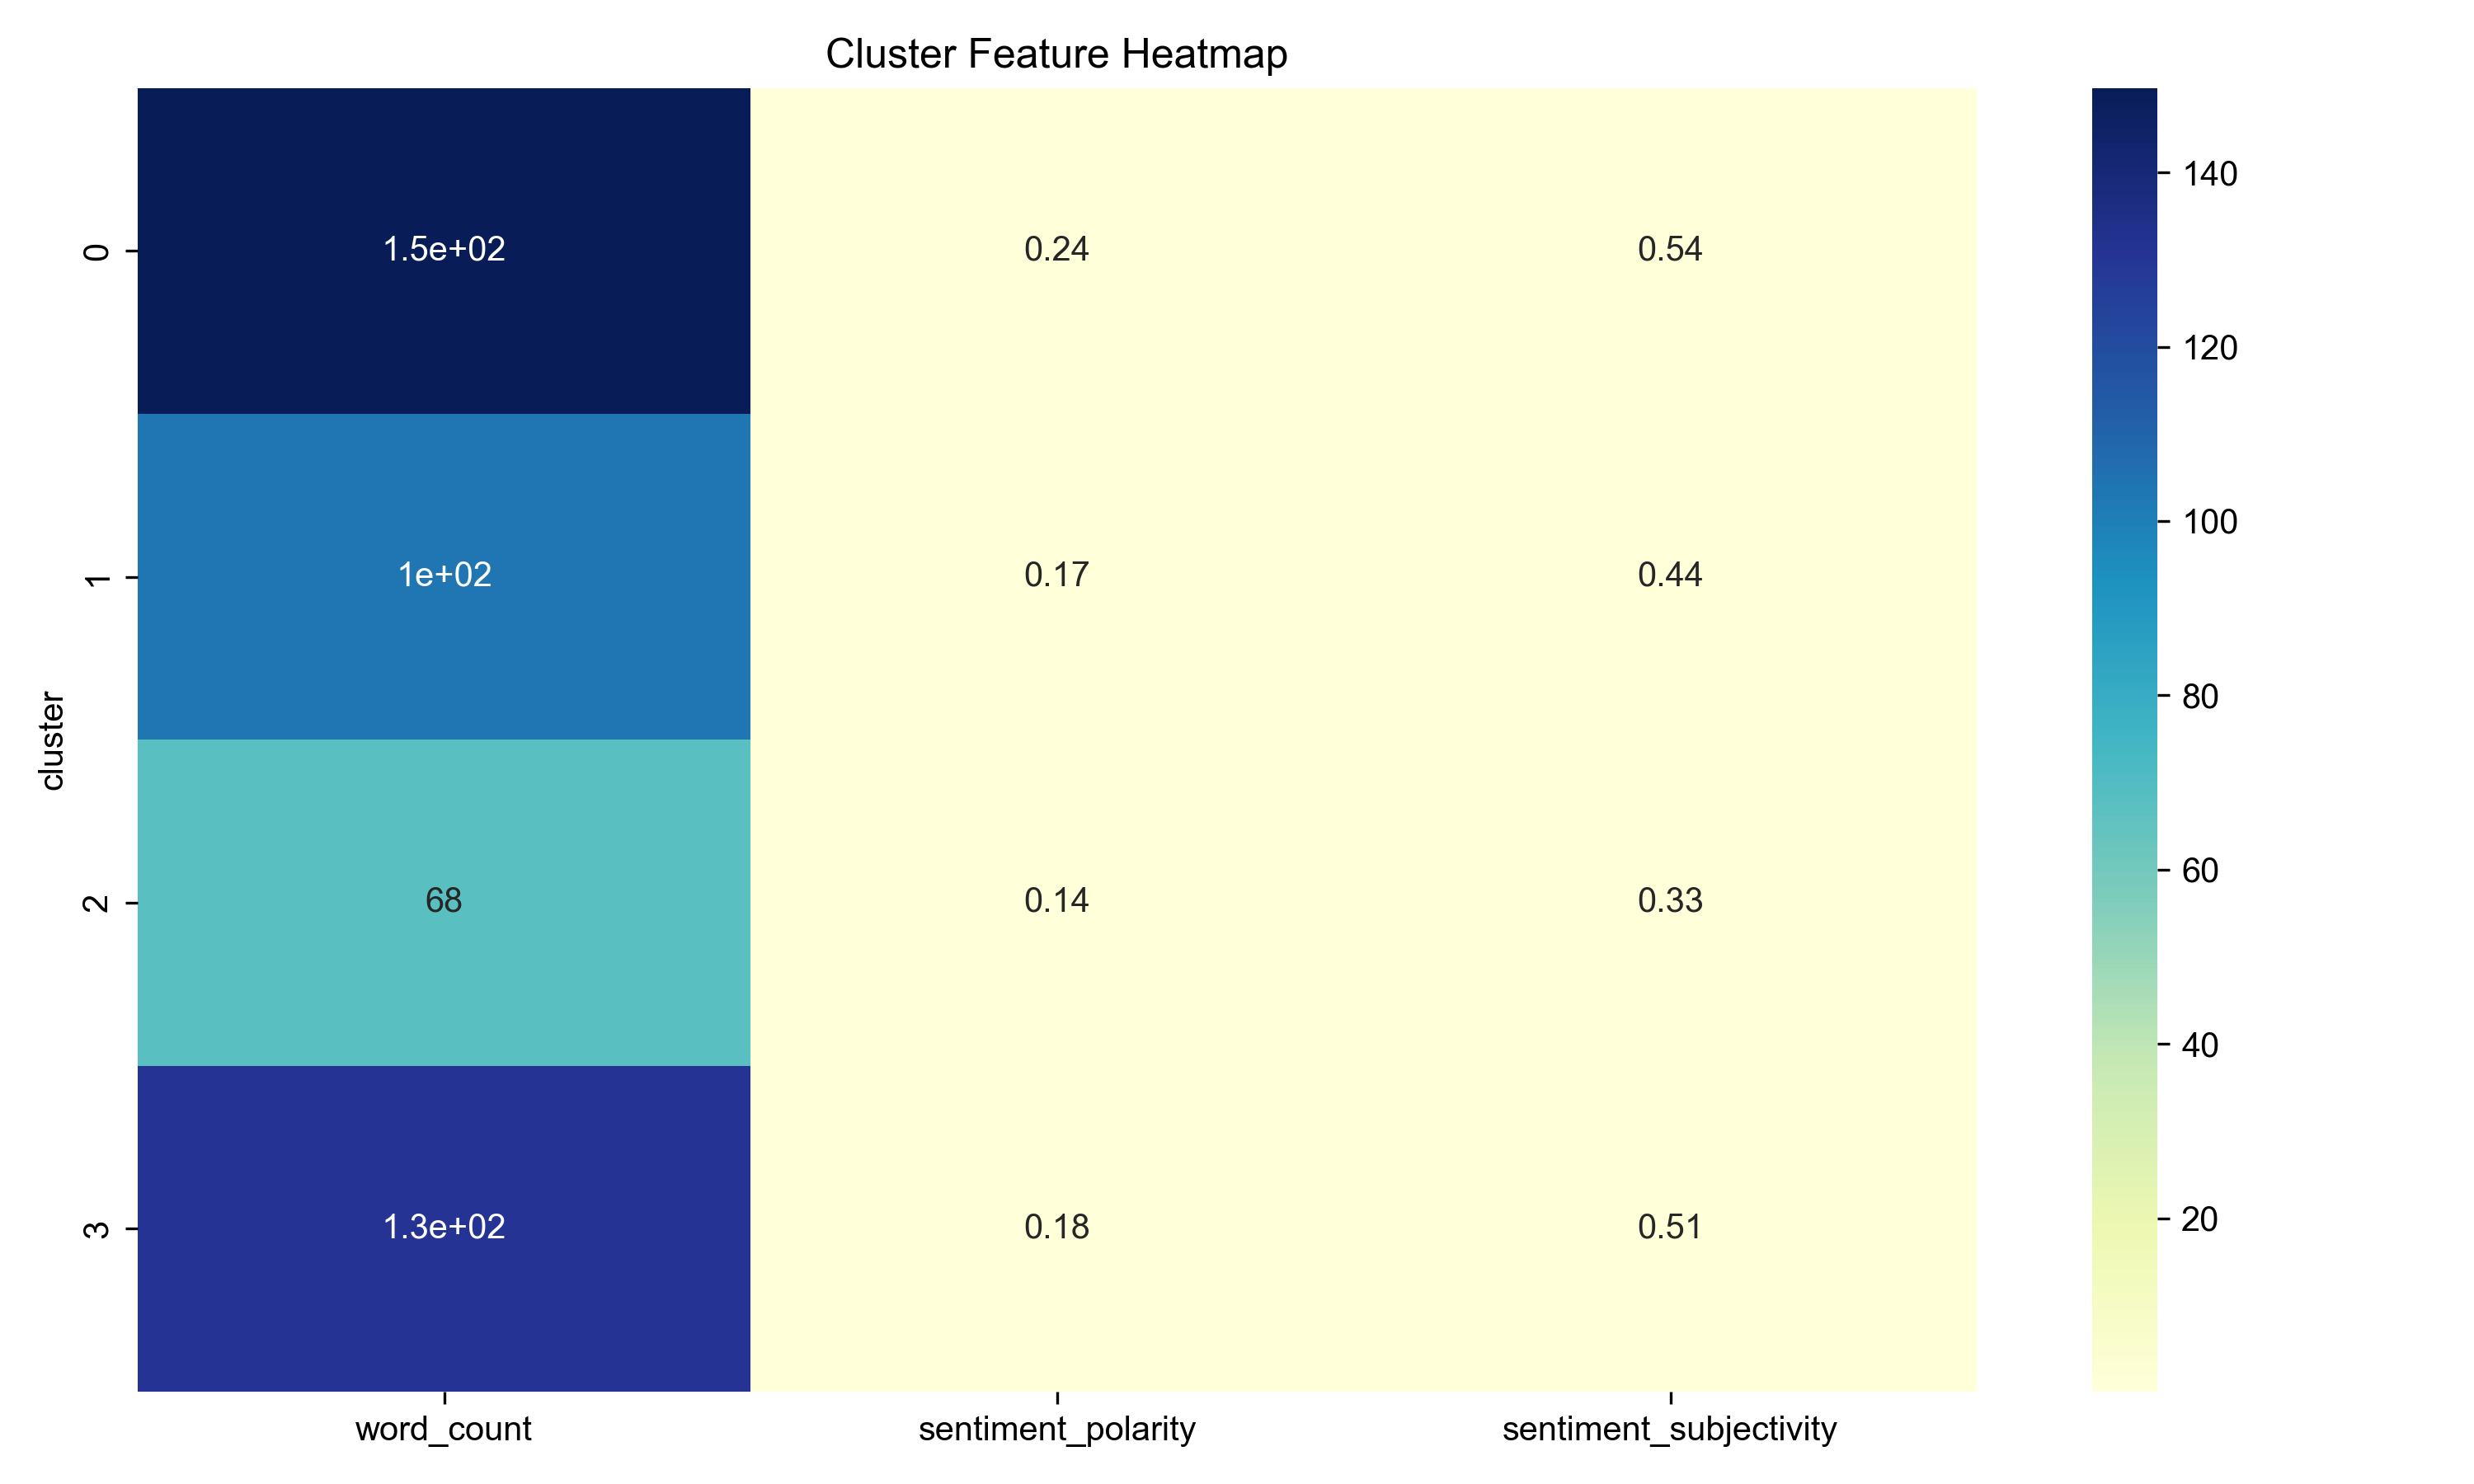 Cluster Feature Heatmap
cluster
0
1.5e+02
0.24
0.54
1
1e+02
0.17
0.44
2
68
0.14
0.33
3
1.3e+02
0.18
0.51
word_count
sentiment_polarity
sentiment_subjectivity
140
120
100
80
60
40
20